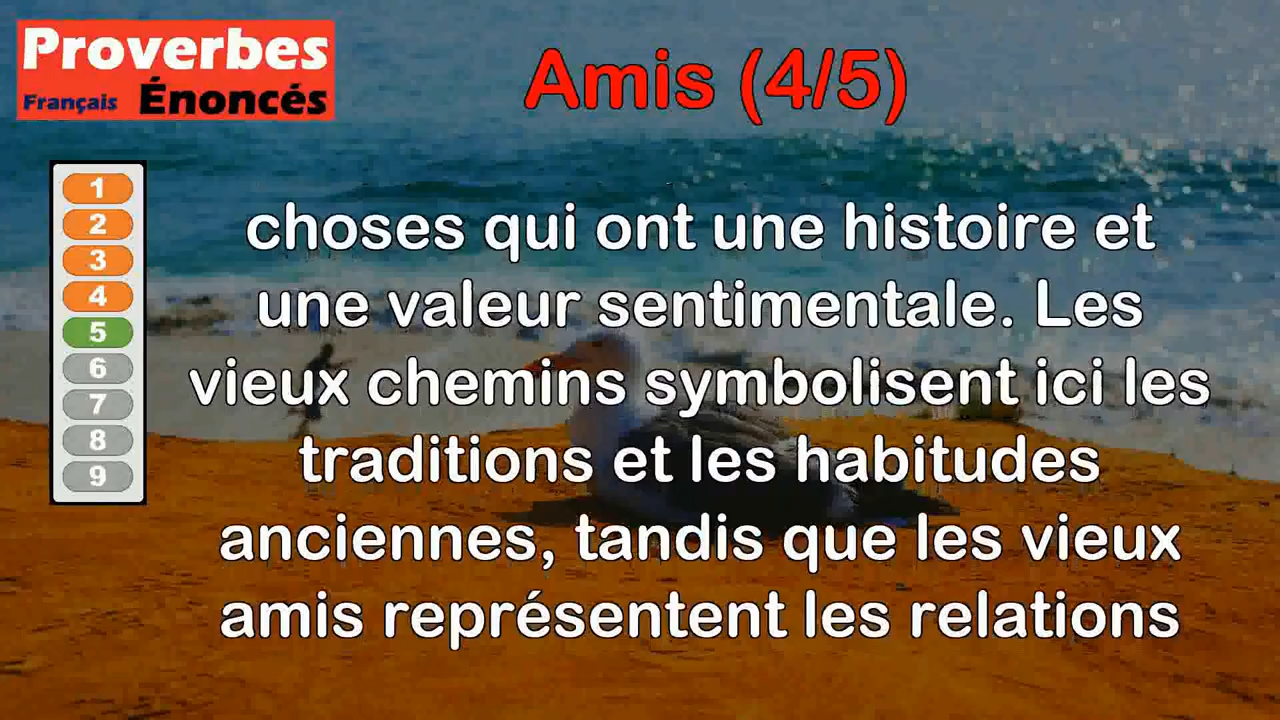 Proverbes
Français Énoncés
Amis (4/5)
1
2
3
4
5
6
7
8
9
choses qui ont une histoire et
une valeur sentimentale. Les
vieux chemins symbolisent ici les
traditions et les habitudes
anciennes, tandis que les vieux
amis représentent les relations